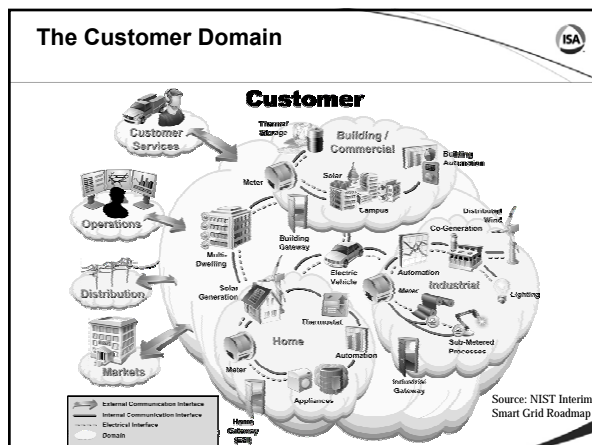 The Customer Domain
ISA
Customer
Customer
Services
Thermal
Storage
Building /
Commercial
Building
Automation
Meter
Solar
Campus
Operations
Multi-
Dwelling
Building
Gateway
Electric
Vehicle
Distributed
Wind
Co-Generation
Automation
Industrial
Meter
Lighting
Distribution
Solar
Generation
Thermostat
Home
Automation
Sub-Metered
Processes
Meter
Appliances
Industrial
Gateway
Markets
Home
Gateway
External Communication Interface
Internal Communication Interface
Electrical Interface
Domain
Source: NIST Interim
Smart Grid Roadmap